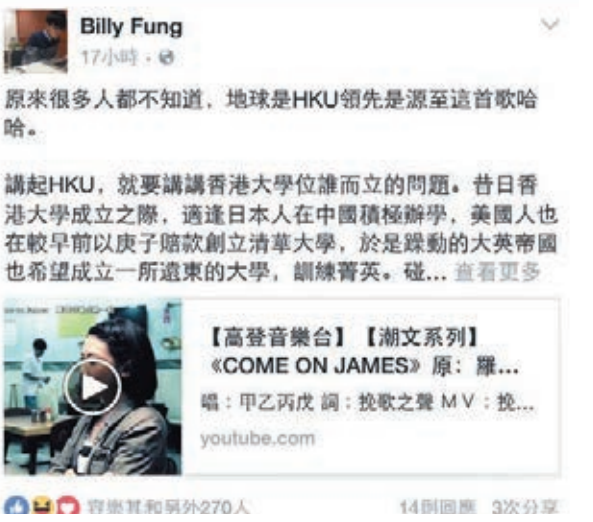 Billy Fung
17小時 ·
原來很多人都不知道，地球是HKU領先是源至這首歌哈
哈。
講起HKU，就要講講香港大學位誰而立的問題。昔日香
港大學成立之際，適逢日本人在中國積極辦學，美國人也
在較早前以庚子賠款創立清華大學，於是躁動的大英帝國
也希望成立一所遠東的大學，訓練菁英。碰... 查看更多
【高登音樂台】【潮文系列】
《COME ON JAMES》原：羅...
唱：甲乙丙戊 詞：挽歌之聲 M V：挽...
youtube.com
和另外270人
14則回應 3次分享